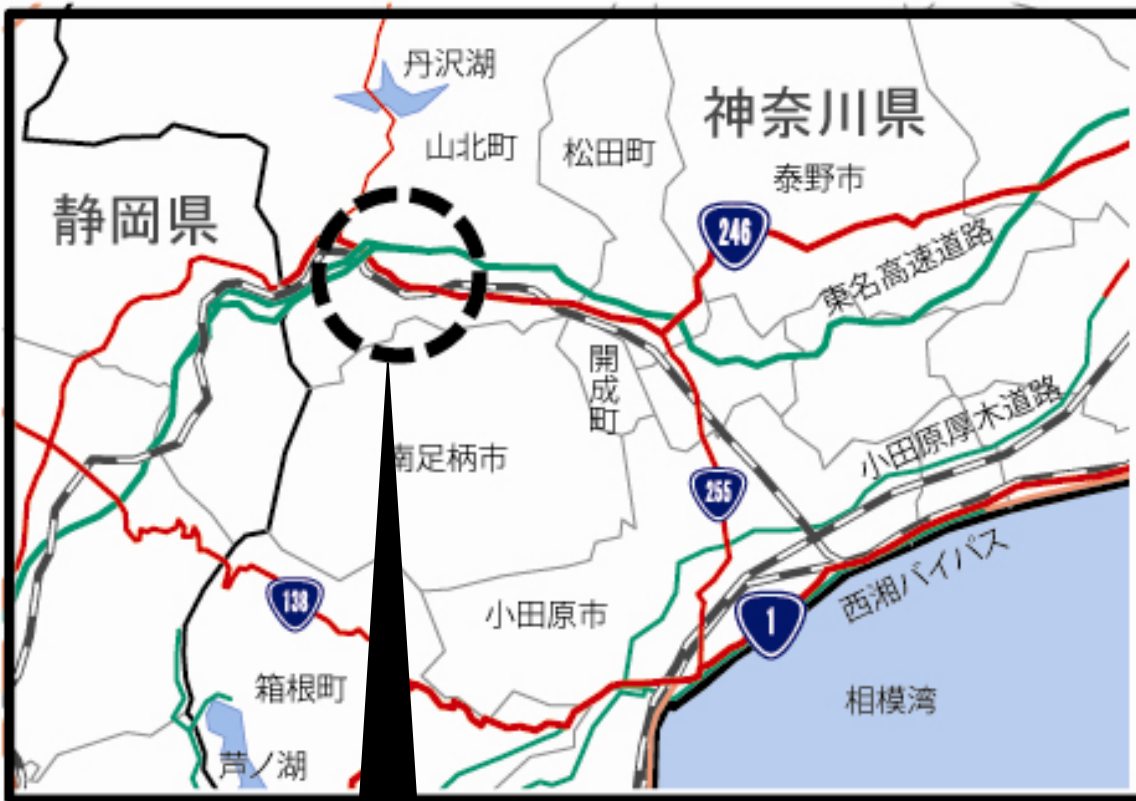 丹沢湖
神奈川県
山北町
松田町
泰野市
静岡県
246
東名高速道路
開成町
南足柄市
小田原厚木道路
255
138
小田原市
1
西湘バイパス
箱根町
相模湾
芦ノ湖